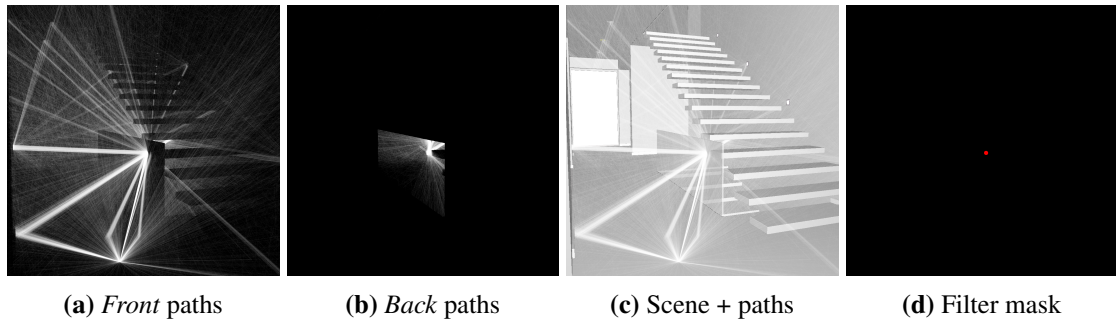 (a) Front paths
(b) Back paths
(c) Scene + paths
(d) Filter mask